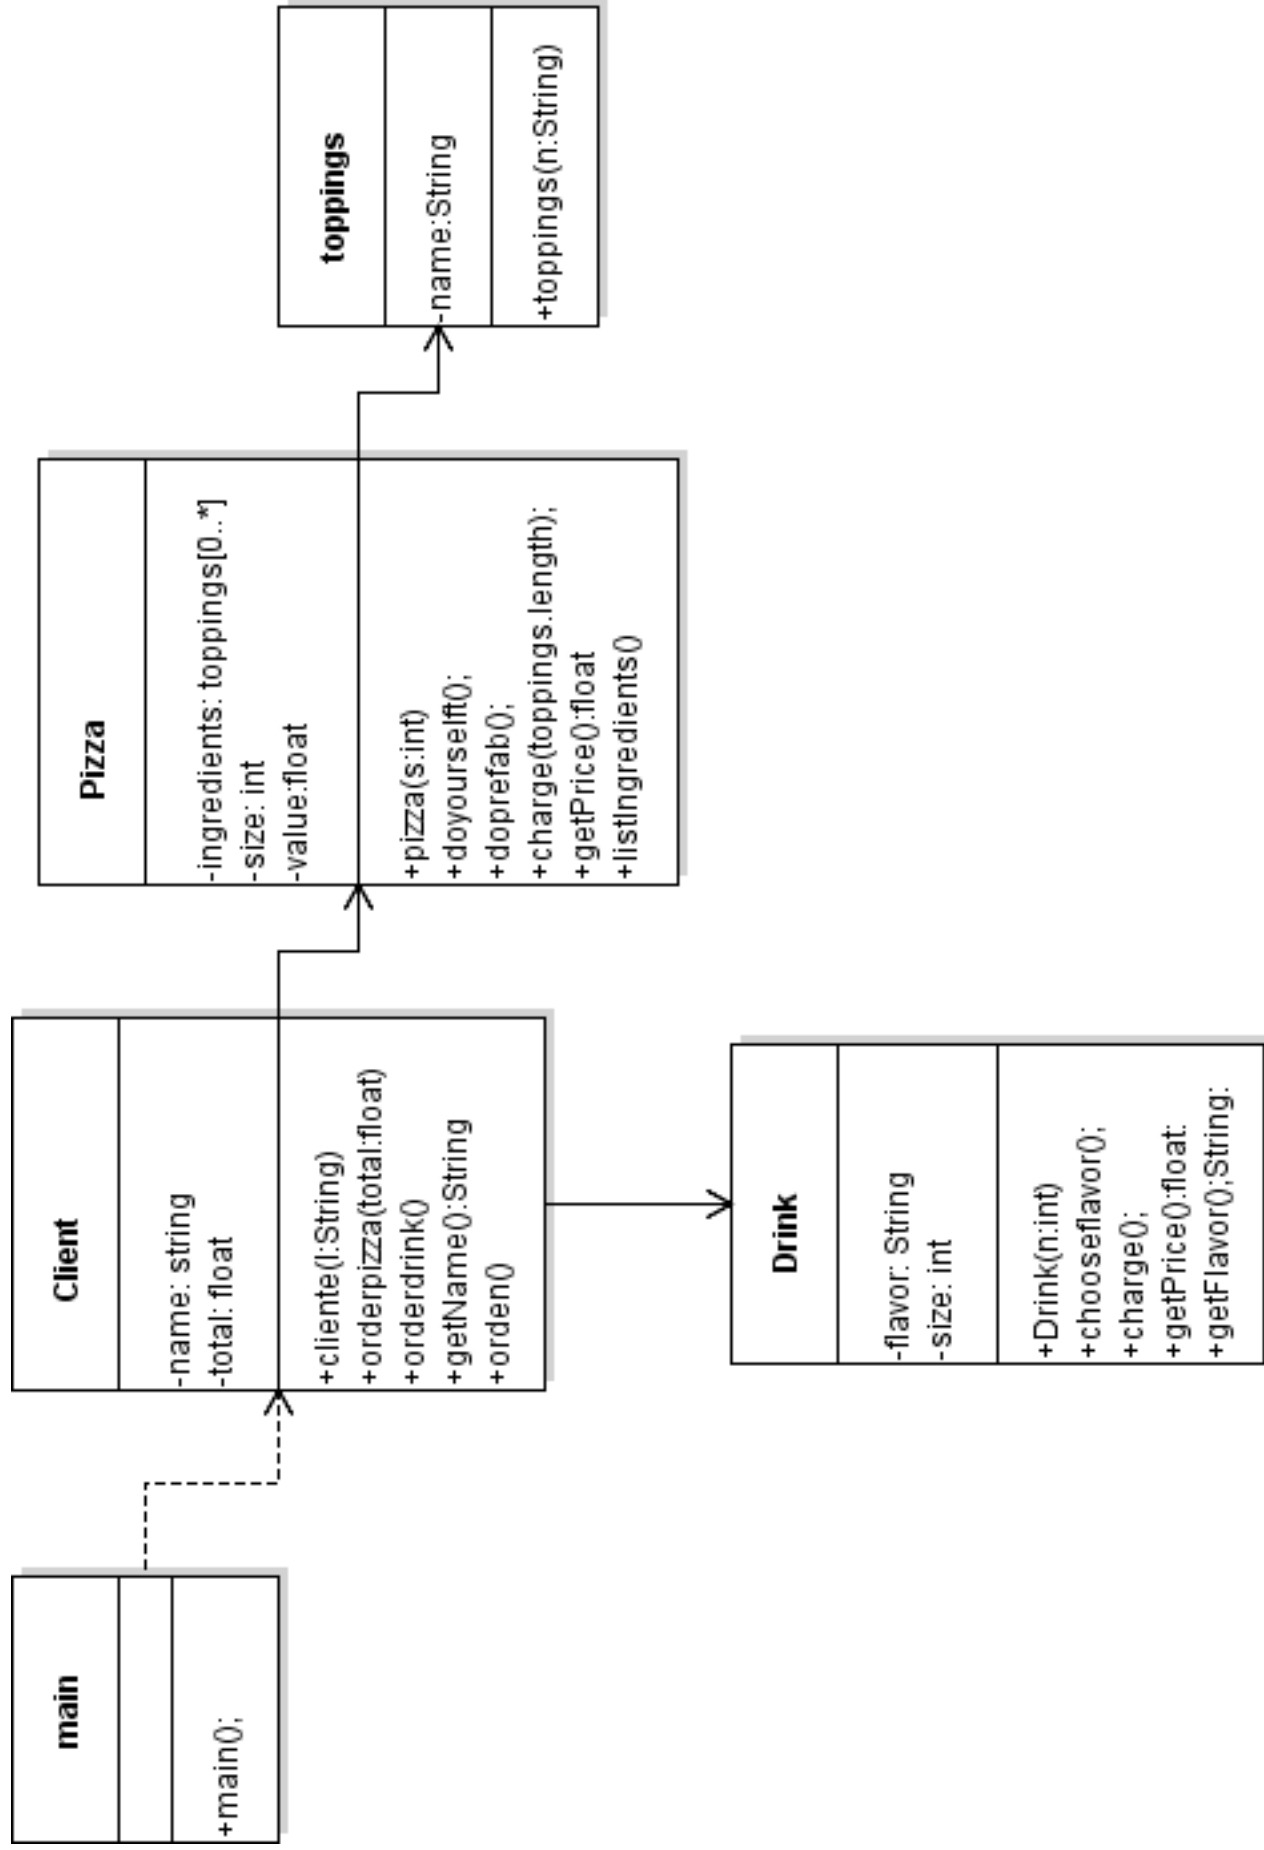 main
+main();
Client
-name: string
-total: float
+cliente(l:String)
+orderpizza(total:float)
+orderdrink()
+getName():String
+orden()
Pizza
-ingredients: toppings[0..*]
-size: int
-value:float
+pizza(s:int)
+doyourselft();
+doprefab();
+charge(toppings.length);
+getPrice():float
+listIngredients()
toppings
-name:String
+toppings(n:String)
Drink
-flavor: String
-size: int
+Drink(n:int)
+chooseflavor();
+charge();
+getPrice():float:
+getFlavor();String: